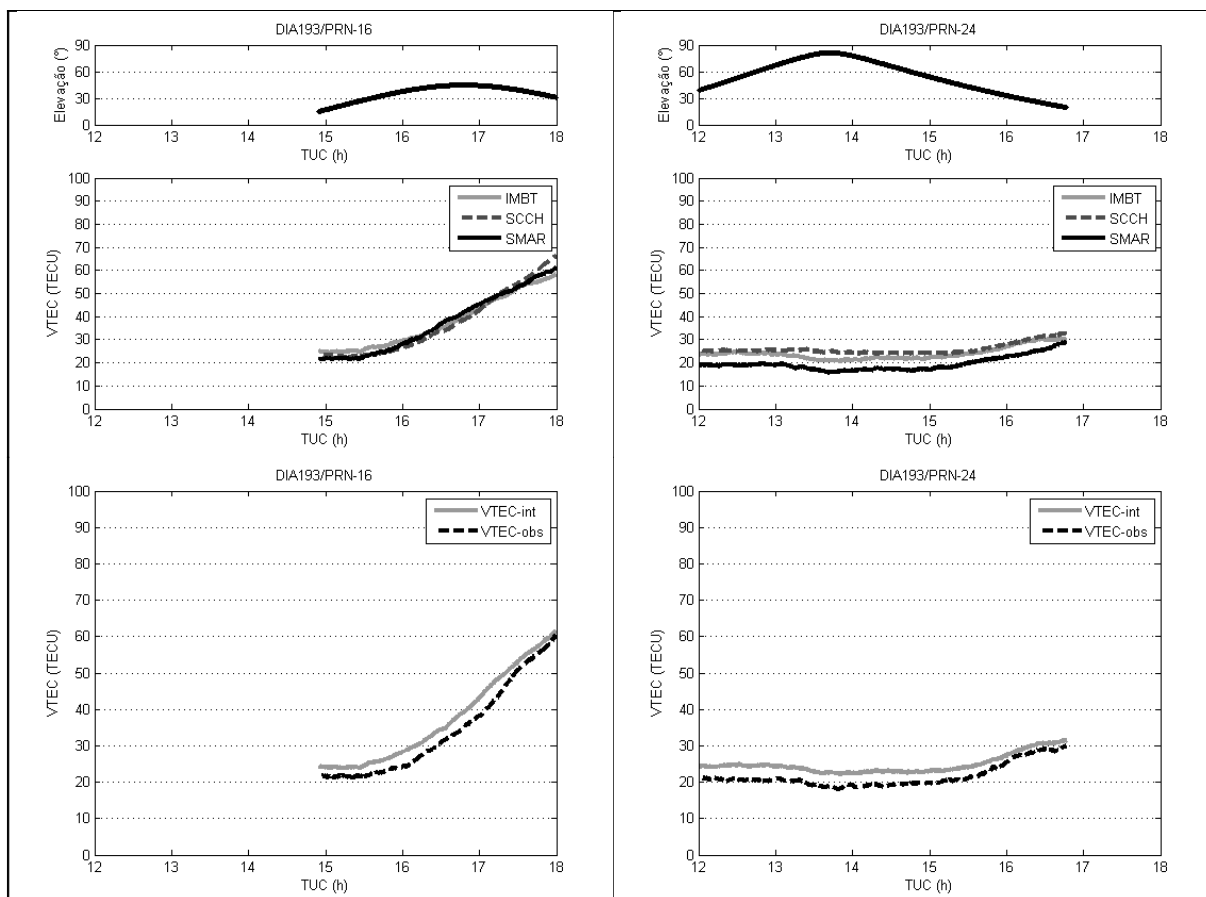 DIA193/PRN-16
Elevação (º)
90
60
30
0
12 13 14 15 16 17 18
TUC (h)
VTEC (TECU)
100
90
80
70
60
50
40
30
20
10
0
IMBT
SCCH
SMAR
12 13 14 15 16 17 18
TUC (h)
DIA193/PRN-24
Elevação (º)
90
60
30
0
12 13 14 15 16 17 18
TUC (h)
VTEC (TECU)
100
90
80
70
60
50
40
30
20
10
0
IMBT
SCCH
SMAR
12 13 14 15 16 17 18
TUC (h)
DIA193/PRN-16
VTEC (TECU)
100
90
80
70
60
50
40
30
20
10
0
VTEC-int
VTEC-obs
12 13 14 15 16 17 18
TUC (h)
DIA193/PRN-24
VTEC (TECU)
100
90
80
70
60
50
40
30
20
10
0
VTEC-int
VTEC-obs
12 13 14 15 16 17 18
TUC (h)